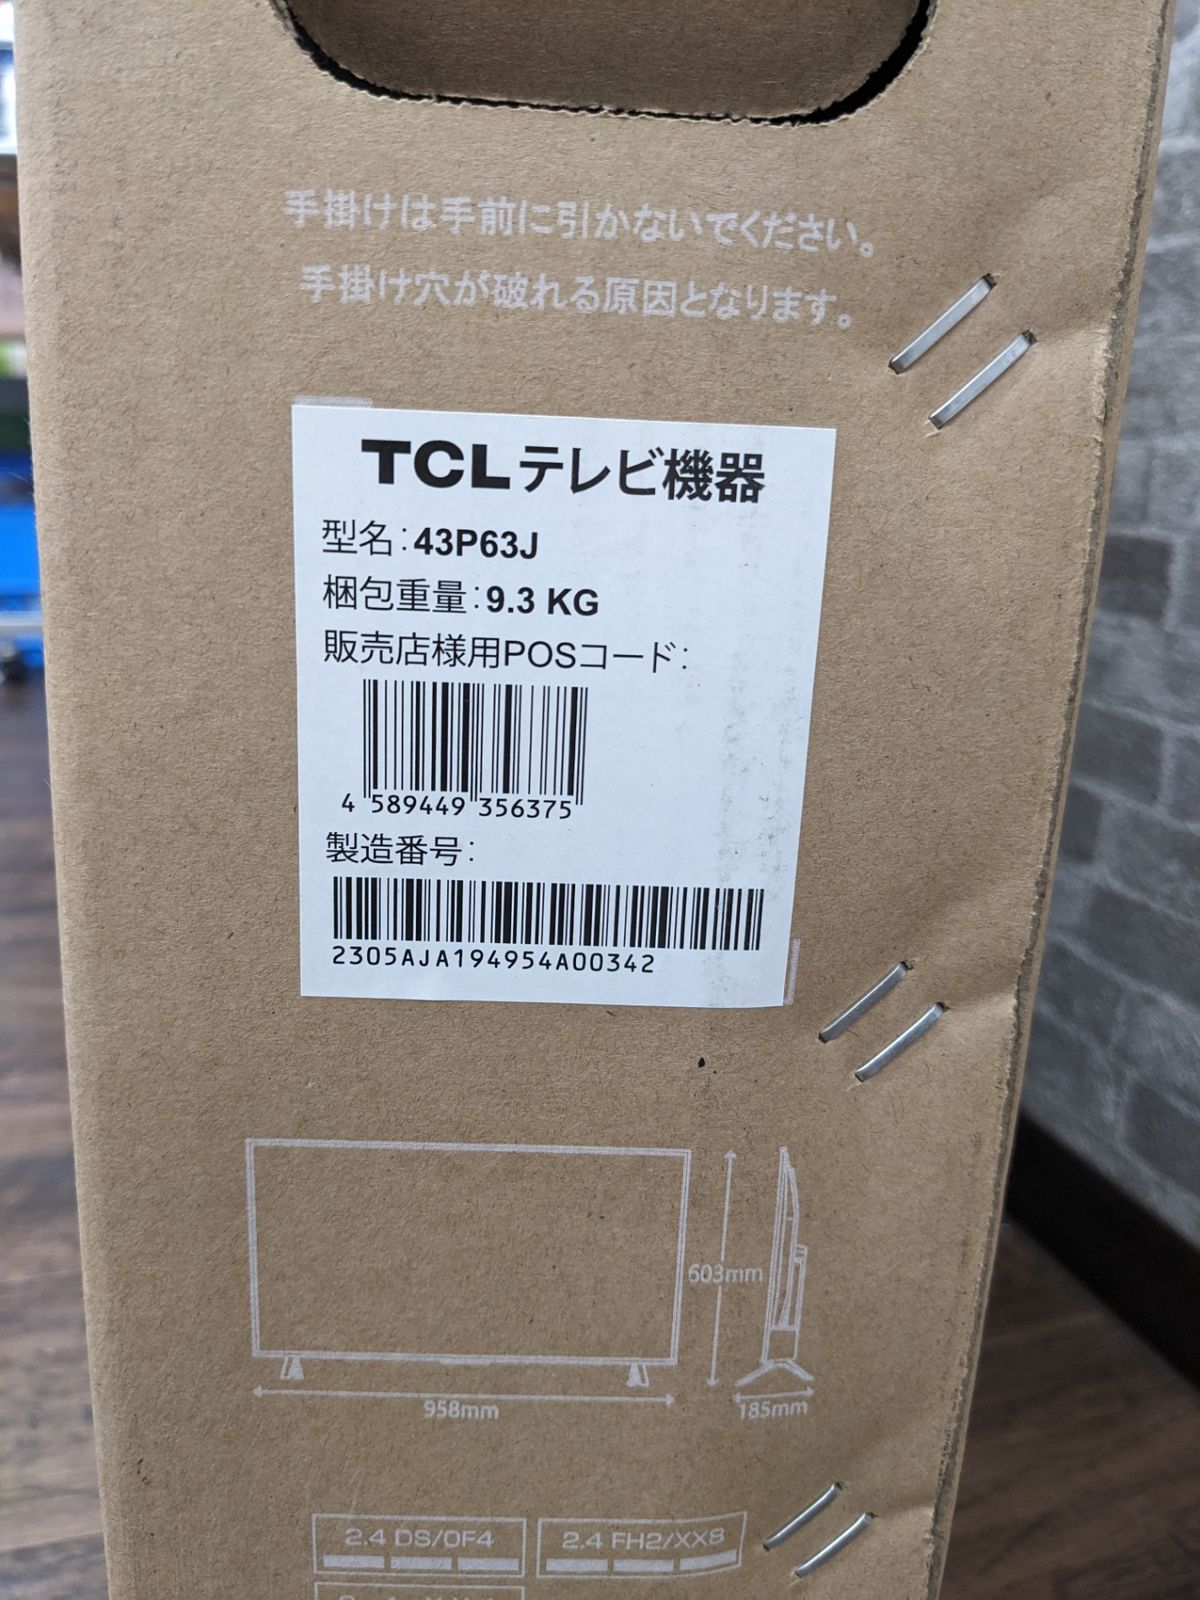 手掛けは手前に引かないでください。
手掛け穴が破れる原因となります。
TCLテレビ機器
型名:43P63J
梱包重量:9.3 KG
販売店様用POSコード:
4 589449 356375
製造番号:
2305AJA194954A00342
603mm
958mm
185mm
2.4 DS/OF4
2.4 FH2/XX8